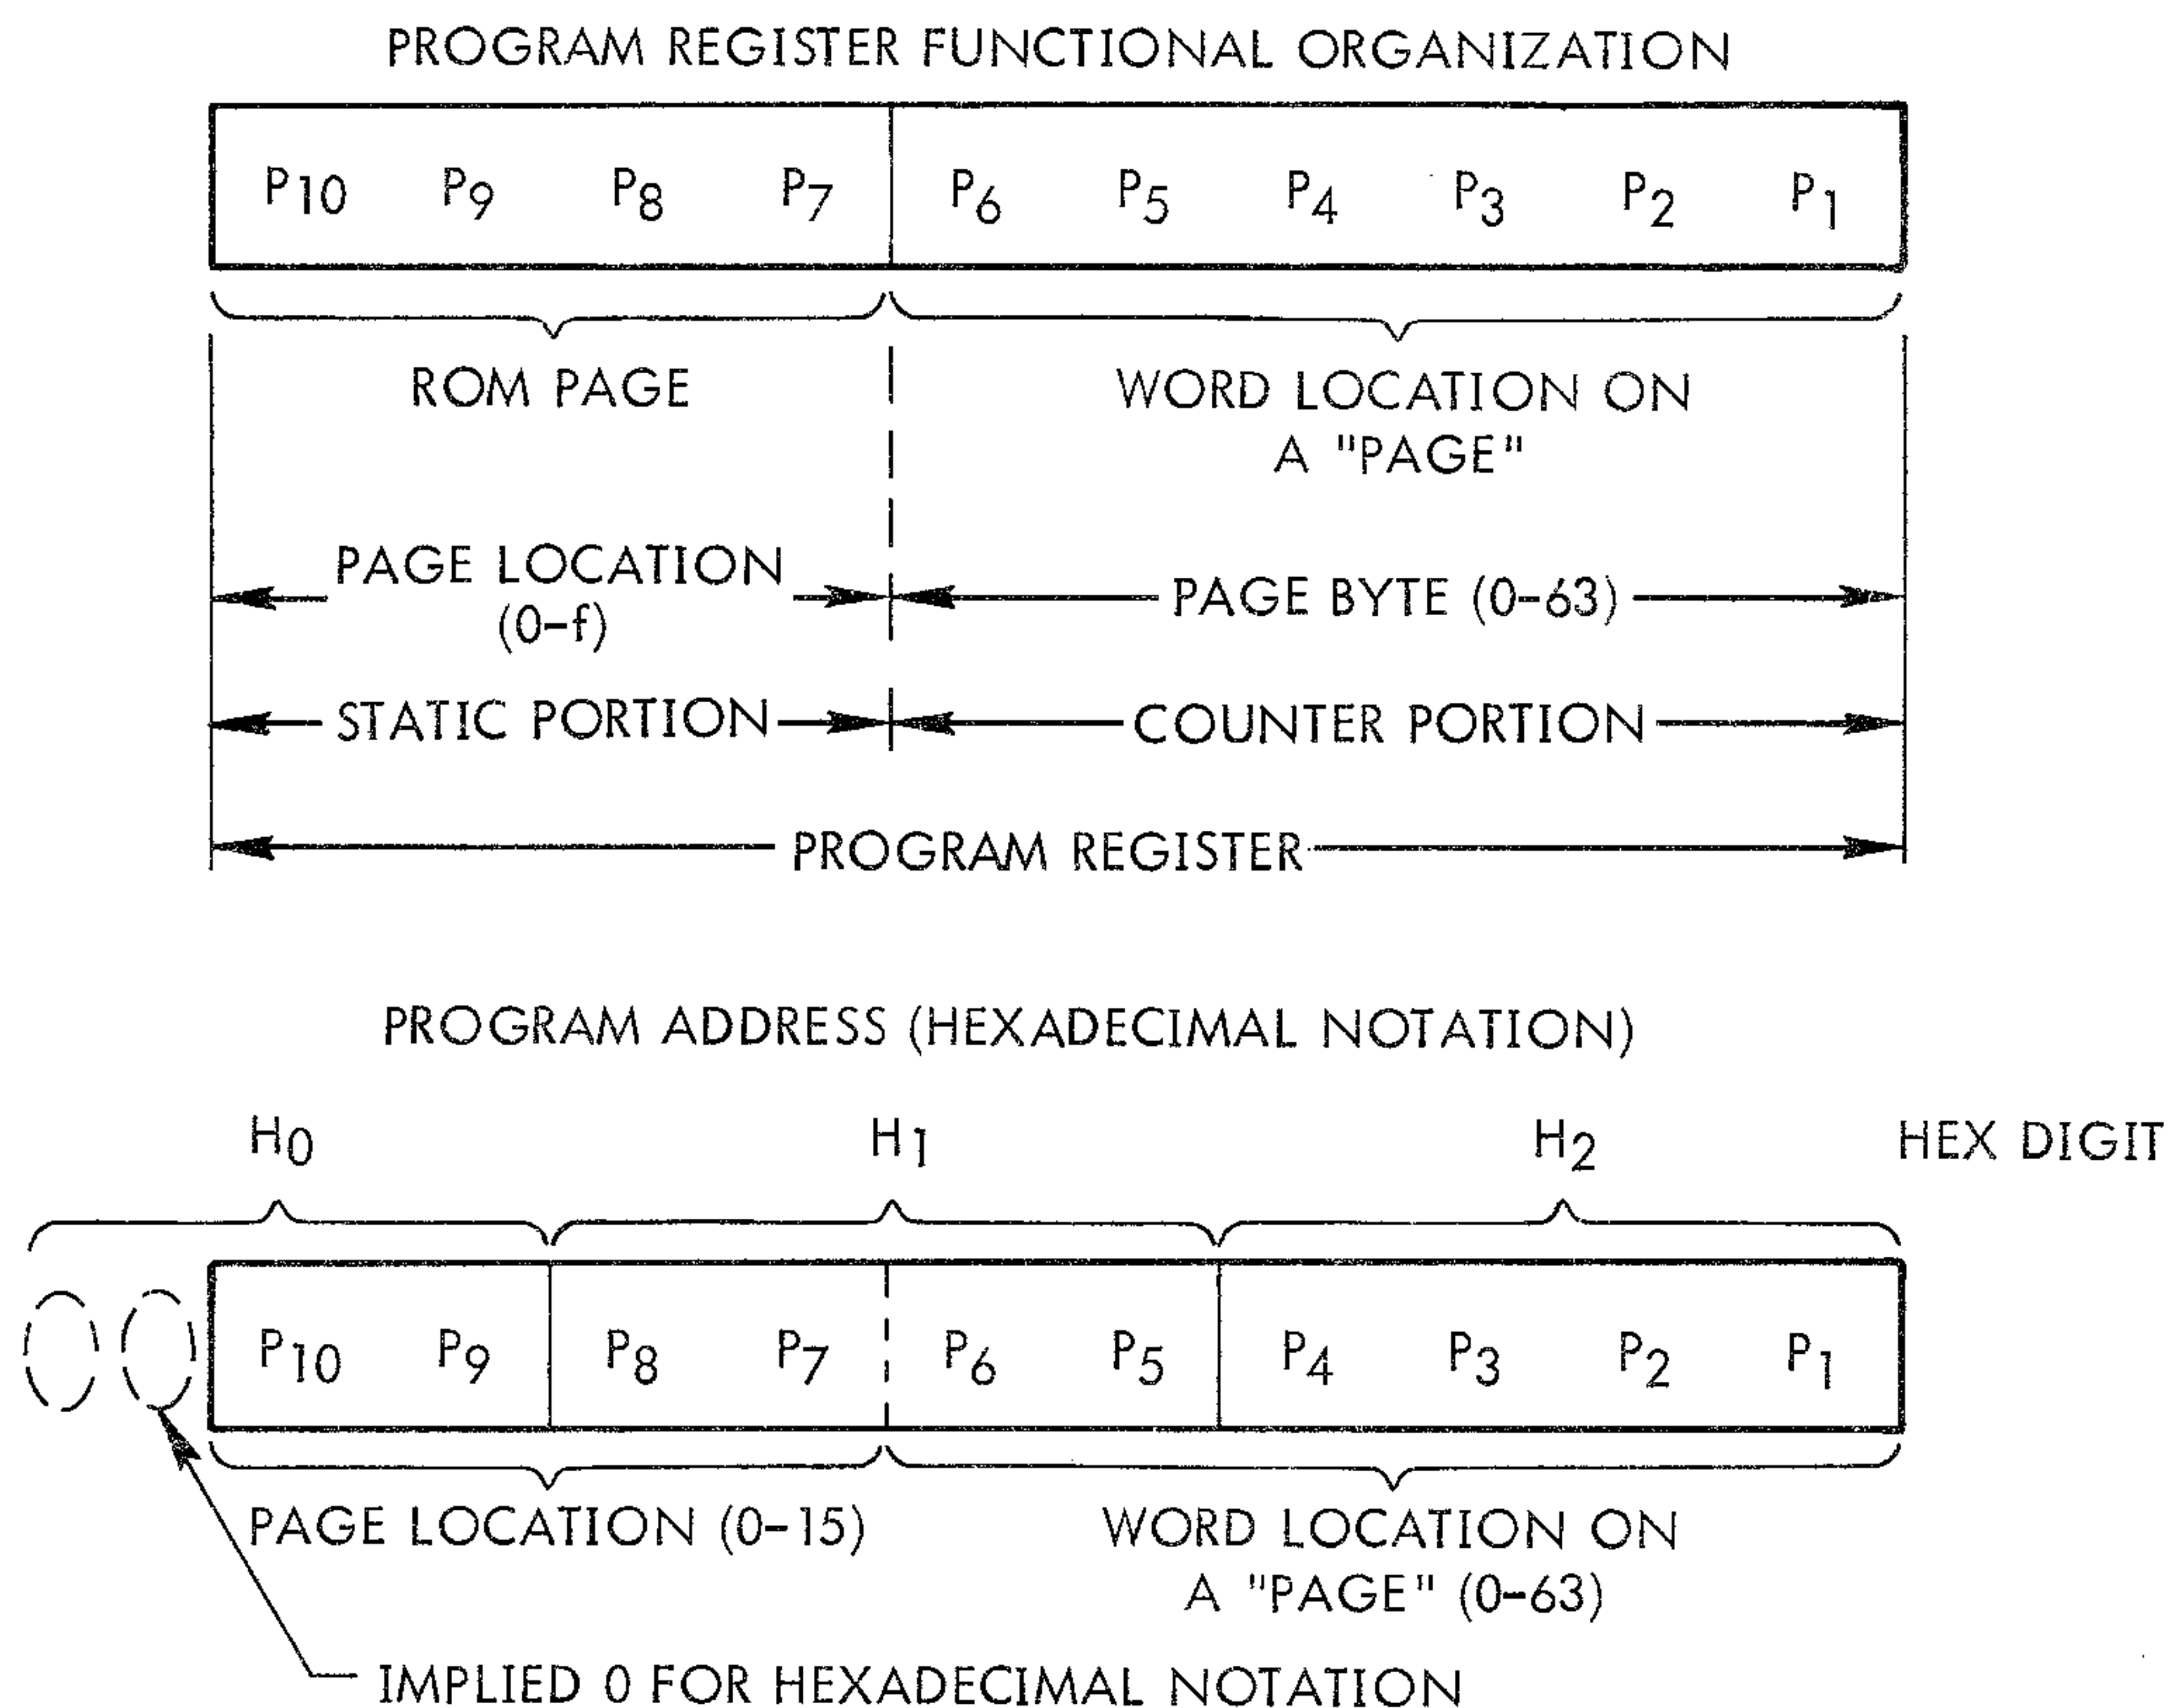 PROGRAM REGISTER FUNCTIONAL ORGANIZATION
P10 P9 P8 P7 P6 P5 P4 P3 P2 P1
ROM PAGE
WORD LOCATION ON
A "PAGE"
PAGE LOCATION
(0-f)
PAGE BYTE (0-63)
STATIC PORTION
COUNTER PORTION
PROGRAM REGISTER
PROGRAM ADDRESS (HEXADECIMAL NOTATION)
H0 H1 H2 HEX DIGIT
P10 P9 P8 P7 P6 P5 P4 P3 P2 P1
PAGE LOCATION (0-15)
WORD LOCATION ON
A "PAGE" (0-63)
IMPLIED 0 FOR HEXADECIMAL NOTATION